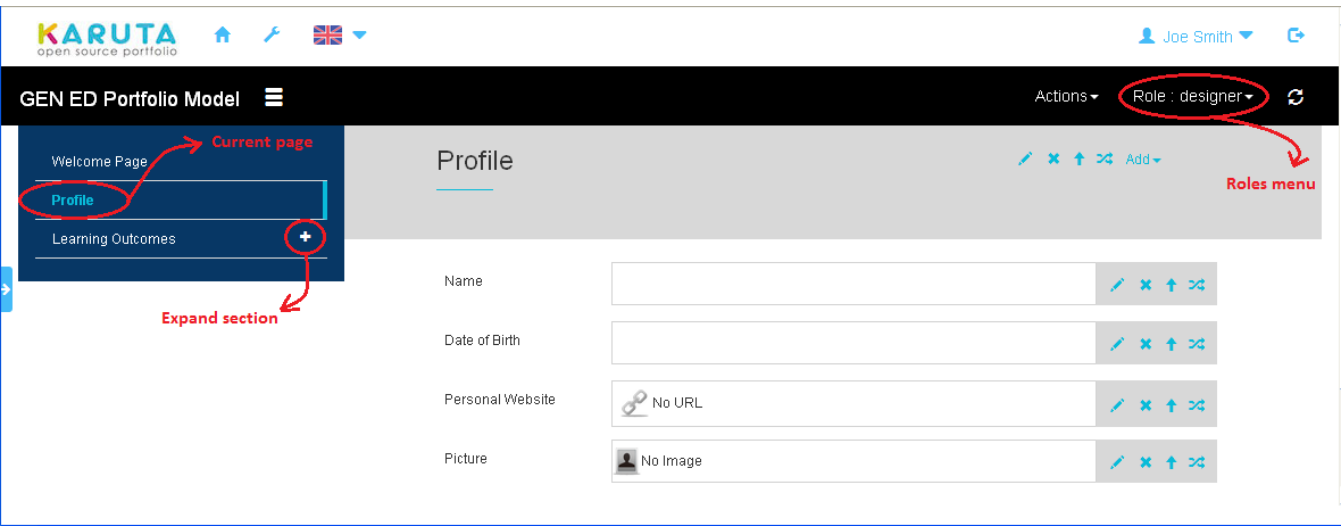 KARUTA
open source portfolio
Joe Smith
GEN ED Portfolio Model
Actions
Role : designer
Current page
Welcome Page
Profile
Add
Roles menu
Profile
Learning Outcomes
Expand section
Name
Date of Birth
Personal Website
No URL
Picture
No Image